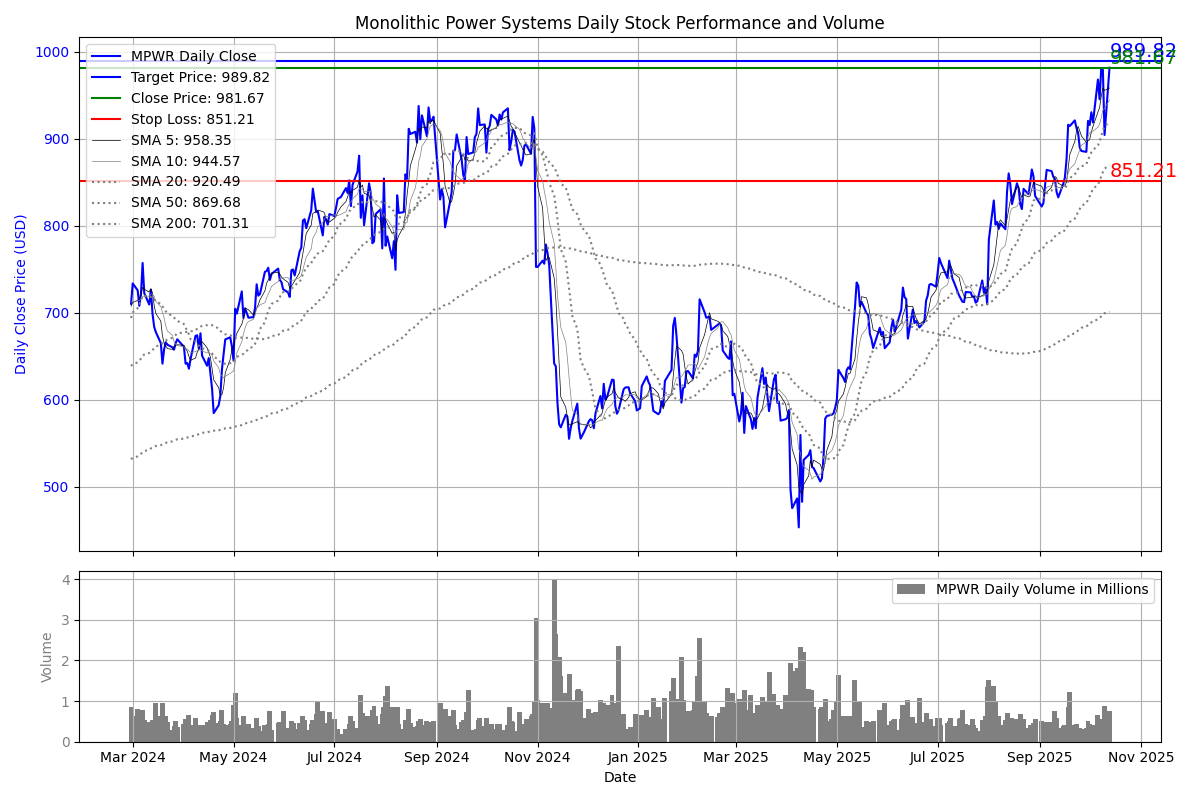 Monolithic Power Systems Daily Stock Performance and Volume
1000
900
800
700
600
500
Daily Close Price (USD)
MPWR Daily Close
Target Price: 989.82
Close Price: 981.67
Stop Loss: 851.21
SMA 5: 958.35
SMA 10: 944.57
SMA 20: 920.49
SMA 50: 869.68
SMA 200: 701.31
989.82
981.67
851.21
4
3
2
1
0
Volume
MPWR Daily Volume in Millions
Mar 2024
May 2024
Jul 2024
Sep 2024
Nov 2024
Jan 2025
Mar 2025
May 2025
Jul 2025
Sep 2025
Nov 2025
Date